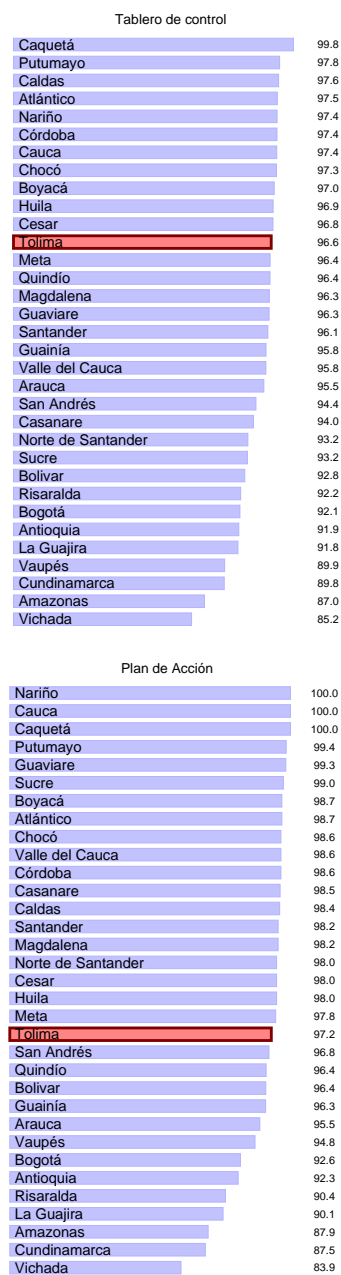 Tablero de control
Caquetá 99.8
Putumayo 97.8
Caldas 97.6
Atlántico 97.5
Nariño 97.4
Córdoba 97.4
Cauca 97.4
Chocó 97.3
Boyacá 97.0
Huila 96.9
Cesar 96.8
Tolima 96.6
Meta 96.4
Quindío 96.4
Magdalena 96.3
Guaviare 96.3
Santander 96.1
Guainía 95.8
Valle del Cauca 95.8
Arauca 95.5
San Andrés 94.4
Casanare 94.0
Norte de Santander 93.2
Sucre 93.2
Bolivar 92.8
Risaralda 92.2
Bogotá 92.1
Antioquia 91.9
La Guajira 91.8
Vaupés 89.9
Cundinamarca 89.8
Amazonas 87.0
Vichada 85.2
Plan de Acción
Nariño 100.0
Cauca 100.0
Caquetá 100.0
Putumayo 99.4
Guaviare 99.3
Sucre 99.0
Boyacá 98.7
Atlántico 98.7
Chocó 98.6
Valle del Cauca 98.6
Córdoba 98.6
Casanare 98.5
Caldas 98.4
Santander 98.2
Magdalena 98.2
Norte de Santander 98.0
Cesar 98.0
Huila 98.0
Meta 97.8
Tolima 97.2
San Andrés 96.8
Quindío 96.4
Bolivar 96.4
Guainía 96.3
Arauca 95.5
Vaupés 94.8
Bogotá 92.6
Antioquia 92.3
Risaralda 90.4
La Guajira 90.1
Amazonas 87.9
Cundinamarca 87.5
Vichada 83.9